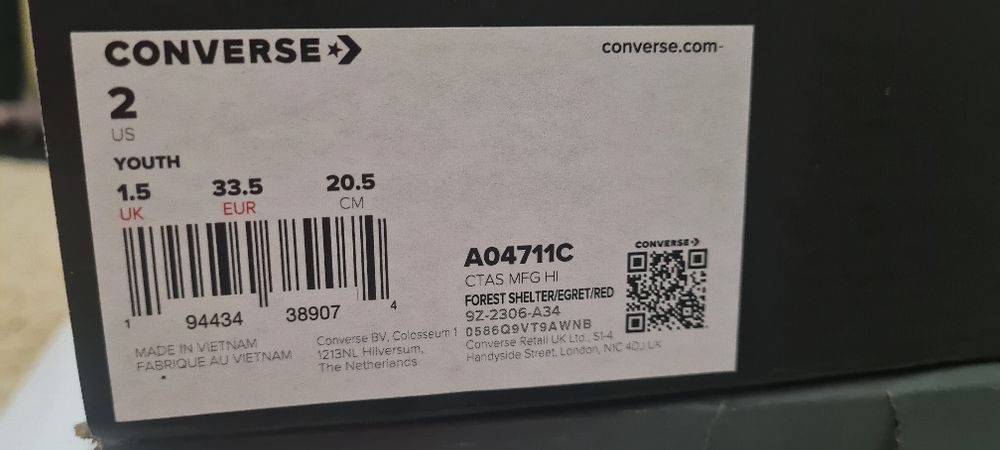 CONVERSE
converse.com
2
US
YOUTH
1.5 33.5 20.5
UK EUR CM
1 94434 38907 4
MADE IN VIETNAM
FABRIQUE AU VIETNAM
Converse BV, Colosseum 1
1213NL Hilversum,
The Netherlands
A04711C
CTAS MFG HI
FOREST SHELTER/EGRET/RED
9Z-2306-A34
0586Q9VT9AWNB
Converse Retail UK Ltd., S1-4
Handyside Street, London, N1C 4DJ UK
CONVERSE